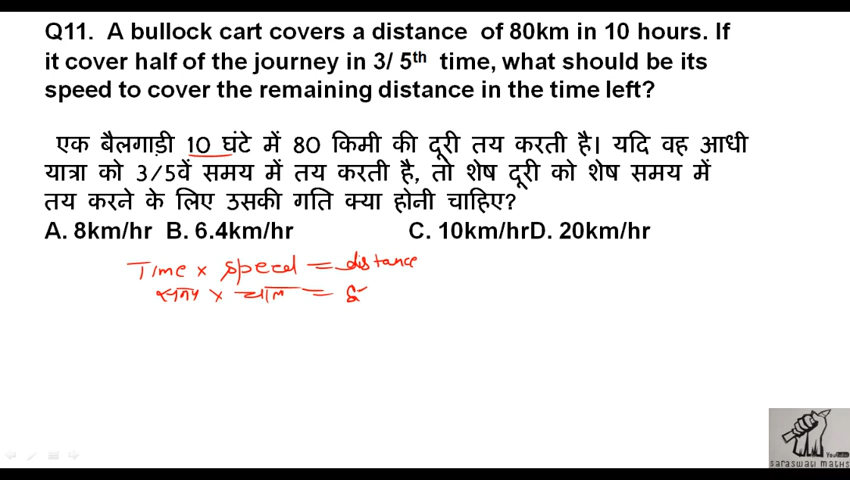 Q11. A bullock cart covers a distance of 80km in 10 hours. If
it cover half of the journey in 3/ 5th time, what should be its
speed to cover the remaining distance in the time left?
एक बैलगाड़ी 10 घंटे में 80 किमी की दूरी तय करती है। यदि वह आधी
यात्रा को 3/5वें समय में तय करती है, तो शेष दूरी को शेष समय में
तय करने के लिए उसकी गति क्या होनी चाहिए?
A. 8km/hr B. 6.4km/hr C. 10km/hrD. 20km/hr
Time × speed = distance
समय × चाल =
YouTube
saraswati maths